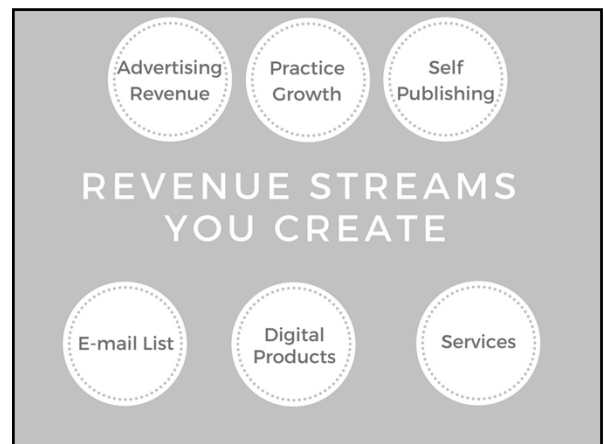 Advertising
Revenue
Practice
Growth
Self
Publishing
REVENUE STREAMS
YOU CREATE
E-mail List
Digital
Products
Services